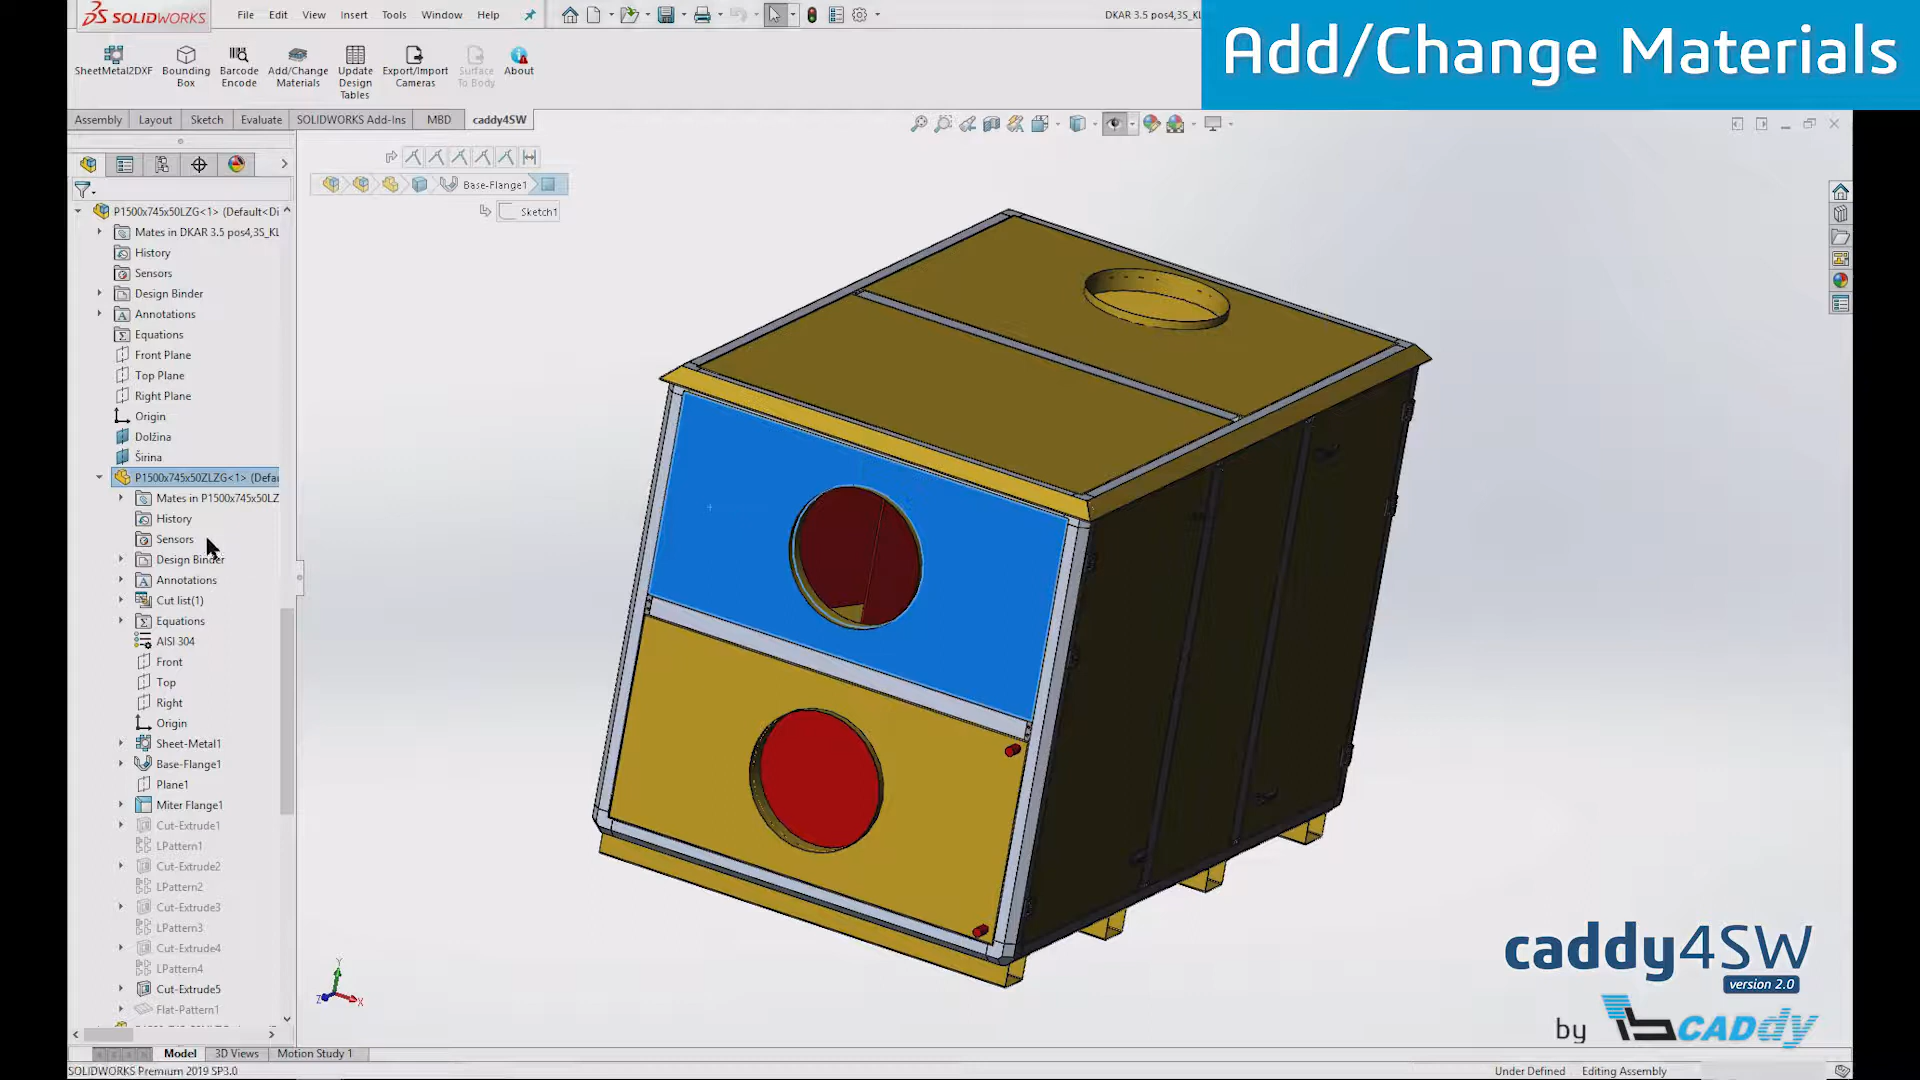 SOLIDWORKS
File Edit View Insert Tools Window Help
DKAR 3.5 pos4,3S_KL
Add/Change Materials
SheetMetal2DXF
Bounding Box
Barcode Encode
Add/Change Materials
Update Design Tables
Export/Import Cameras
Surface To Body
About
Assembly Layout Sketch Evaluate SOLIDWORKS Add-Ins MBD caddy4SW
Base-Flange1
Sketch1
P1500x745x50LZG<1> (Default<Di
Mates in DKAR 3.5 pos4,3S_KL
History
Sensors
Design Binder
Annotations
Equations
Front Plane
Top Plane
Right Plane
Origin
Dolžina
Širina
P1500x745x50ZLZG<1> (Defau
Mates in P1500x745x50LZ
History
Sensors
Design Binder
Annotations
Cut list(1)
Equations
AISI 304
Front
Top
Right
Origin
Sheet-Metal1
Base-Flange1
Plane1
Miter Flange1
Cut-Extrude1
LPattern1
Cut-Extrude2
LPattern2
Cut-Extrude3
LPattern3
Cut-Extrude4
LPattern4
Cut-Extrude5
Flat-Pattern1
Y
Z
X
caddy4SW
version 2.0
by CADdy
Model 3D Views Motion Study 1
SOLIDWORKS Premium 2019 SP3.0
Under Defined Editing Assembly